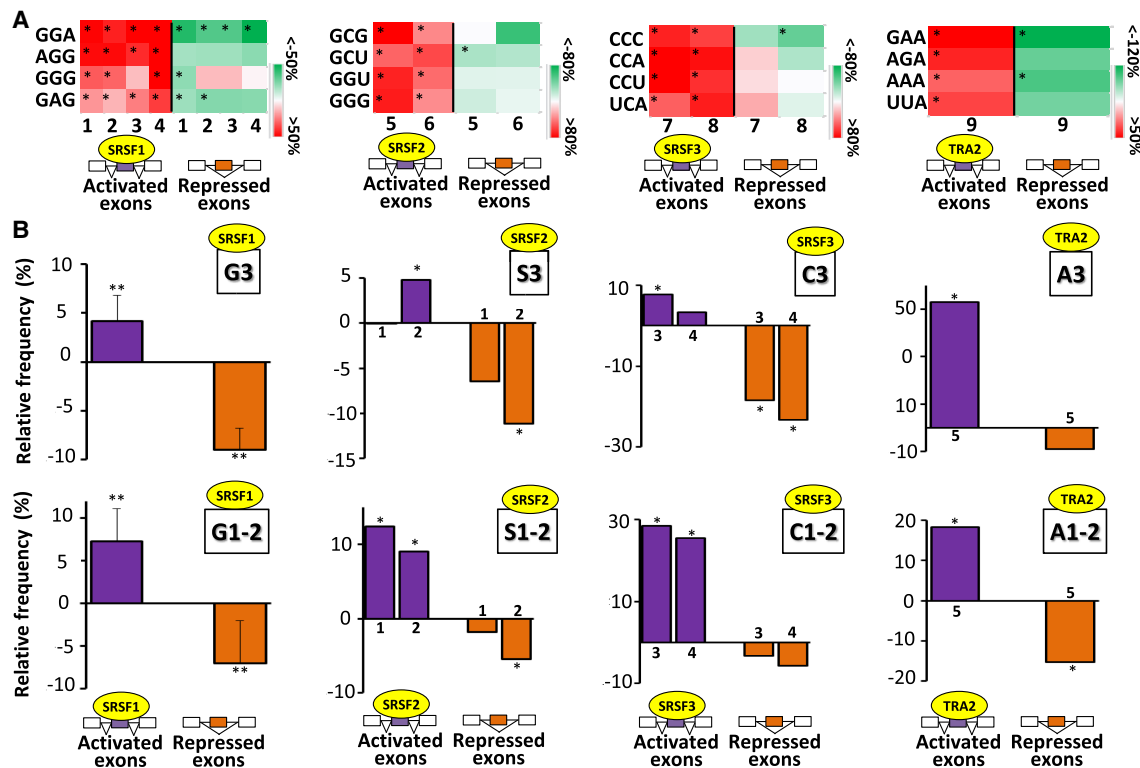 A
GGA * * * * * * * *
AGG * * * *
GGG * * * *
GAG * * * * * *
1 2 3 4 1 2 3 4
<-50%
>50%
SRSF1
Activated exons
Repressed exons
GCG * *
GCU * * *
GGU * *
GGG * *
5 6 5 6
<-80%
>80%
SRSF2
Activated exons
Repressed exons
CCC * * *
CCA * *
CCU * *
UCA * *
7 8 7 8
<-80%
>80%
SRSF3
Activated exons
Repressed exons
GAA * *
AGA *
AAA * *
UUA *
9 9
<-120%
>50%
TRA2
Activated exons
Repressed exons
B
Relative frequency (%)
10
5
0
-5
-10
**
**
SRSF1
G3
5
0
-5
-10
-15
*
1 2
1 2
*
SRSF2
S3
10
-10
-30
*
3 4
3 4
* *
SRSF3
C3
50
0
10
-10
*
5
5
TRA2
A3
Relative frequency (%)
10
5
0
-5
-10
**
**
SRSF1
G1-2
10
0
-10
* *
1 2
1 2
*
SRSF2
S1-2
30
10
-10
* *
3 4
3 4
SRSF3
C1-2
20
10
0
-10
-20
*
5
5
*
TRA2
A1-2
SRSF1
Activated exons
Repressed exons
SRSF2
Activated exons
Repressed exons
SRSF3
Activated exons
Repressed exons
TRA2
Activated exons
Repressed exons